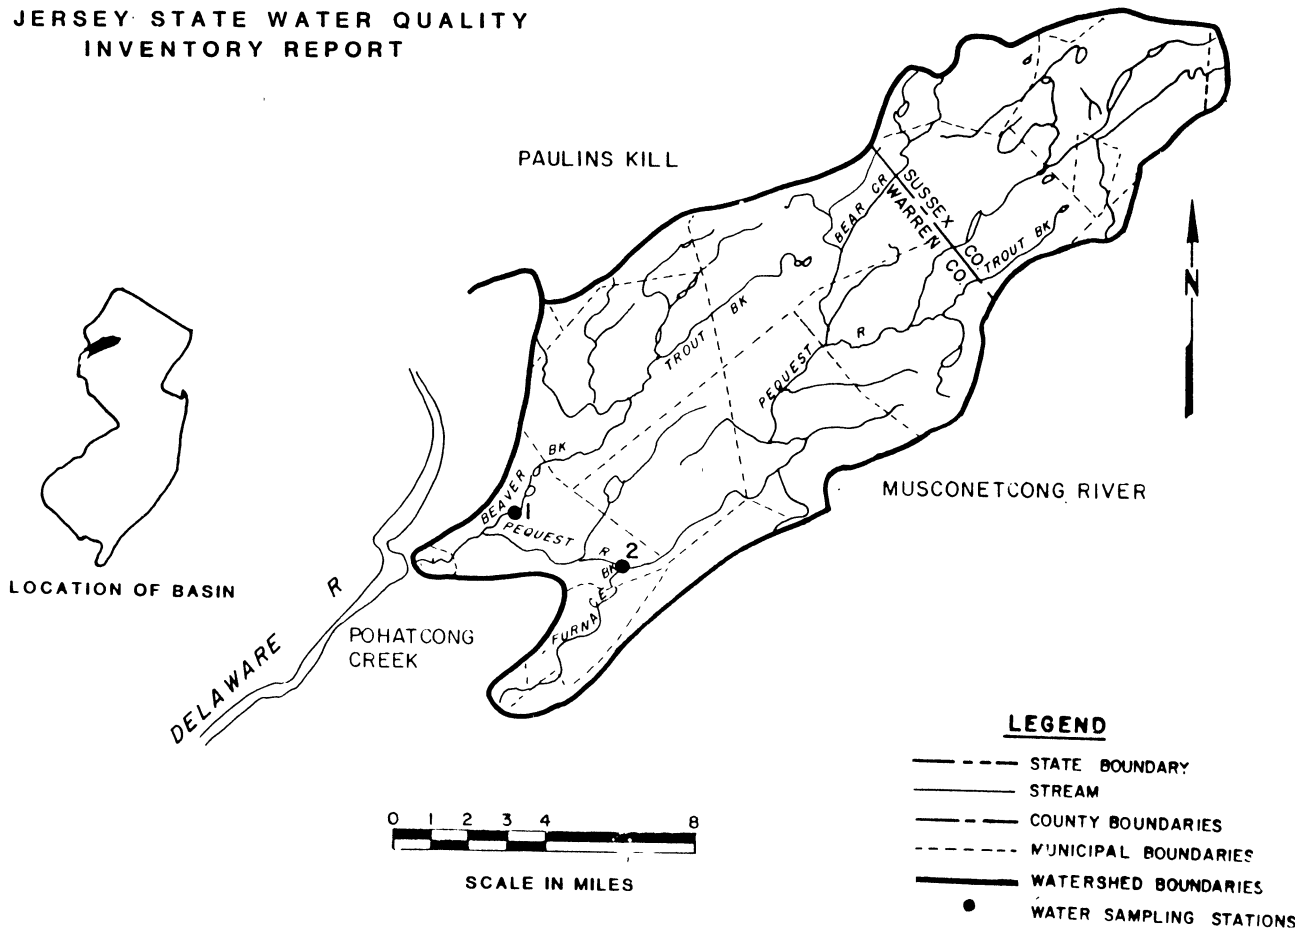 JERSEY STATE WATER QUALITY
INVENTORY REPORT
PAULINS KILL
SUSSEX CO.
WARREN CO.
BEAR CR
TROUT BK
N
TROUT BK
PEQUEST R
MUSCONETCONG RIVER
BEAVER BK
1
PEQUEST R
2
FURNACE BK
LOCATION OF BASIN
DELAWARE R
POHATCONG
CREEK
LEGEND
STATE BOUNDARY
STREAM
COUNTY BOUNDARIES
MUNICIPAL BOUNDARIES
WATERSHED BOUNDARIES
WATER SAMPLING STATIONS
0 1 2 3 4 8
SCALE IN MILES